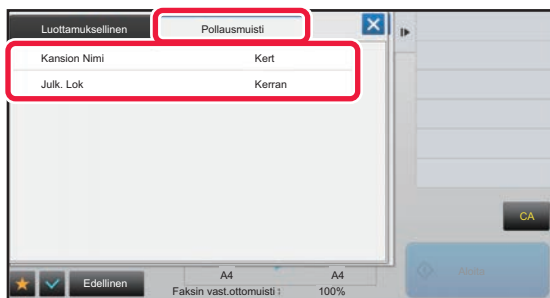 Luottamuksellinen Pollausmuisti
Kansion Nimi Kert
Julk. Lok Kerran
CA
A4 A4
Edellinen
Faksin vast.ottomuisti : 100%